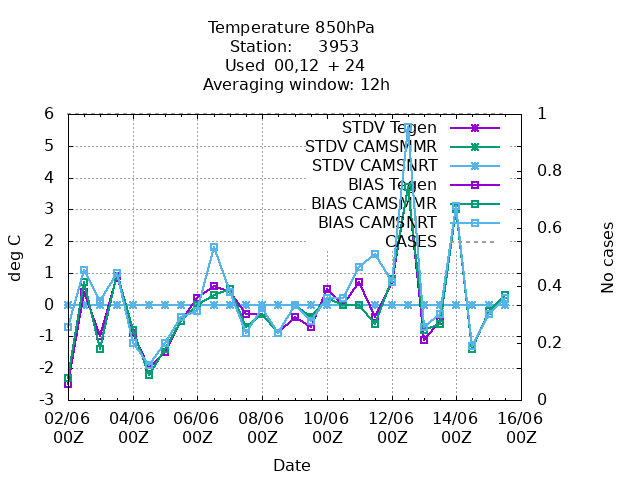 Temperature 850hPa
Station: 3953
Used 00,12 + 24
Averaging window: 12h
6 1
STDV Tegen
5 STDV CAMSMMR
STDV CAMSNRT
4 0.8
BIAS Tegen
3 BIAS CAMSMMR
BIAS CAMSNRT
2 CASES 0.6
deg C No cases
1
0.4
0
-1
0.2
-2
-3 0
02/06 04/06 06/06 08/06 10/06 12/06 14/06 16/06
00Z 00Z 00Z 00Z 00Z 00Z 00Z 00Z
Date